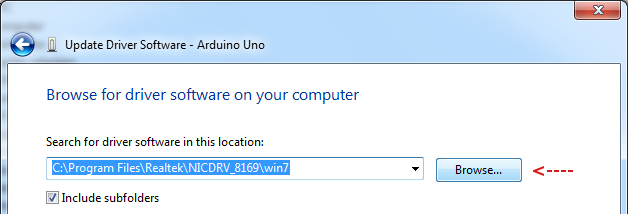 Update Driver Software - Arduino Uno
Browse for driver software on your computer
Search for driver software in this location:
C:\Program Files\Realtek\NICDRV_8169\win7
Browse...
<----
Include subfolders